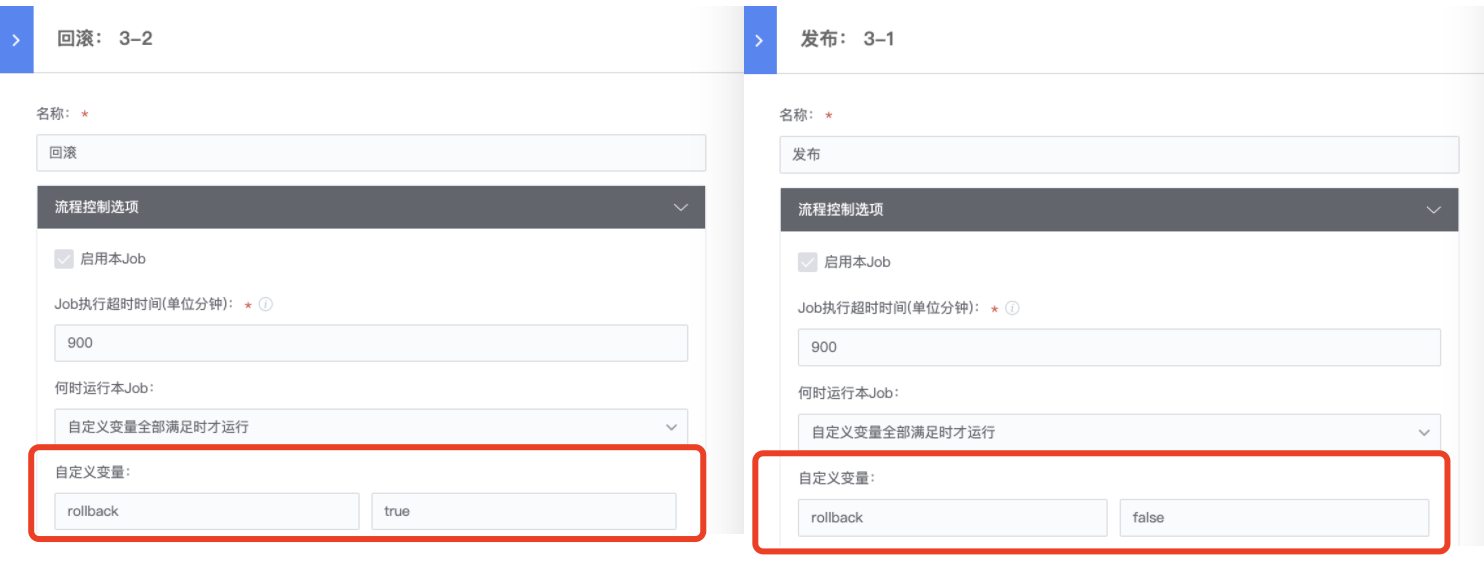 回滚： 3-2
名称： *
回滚
流程控制选项
启用本Job
Job执行超时时间(单位分钟)： *
900
何时运行本Job：
自定义变量全部满足时才运行
自定义变量：
rollback true
发布： 3-1
名称： *
发布
流程控制选项
启用本Job
Job执行超时时间(单位分钟)： *
900
何时运行本Job：
自定义变量全部满足时才运行
自定义变量：
rollback false